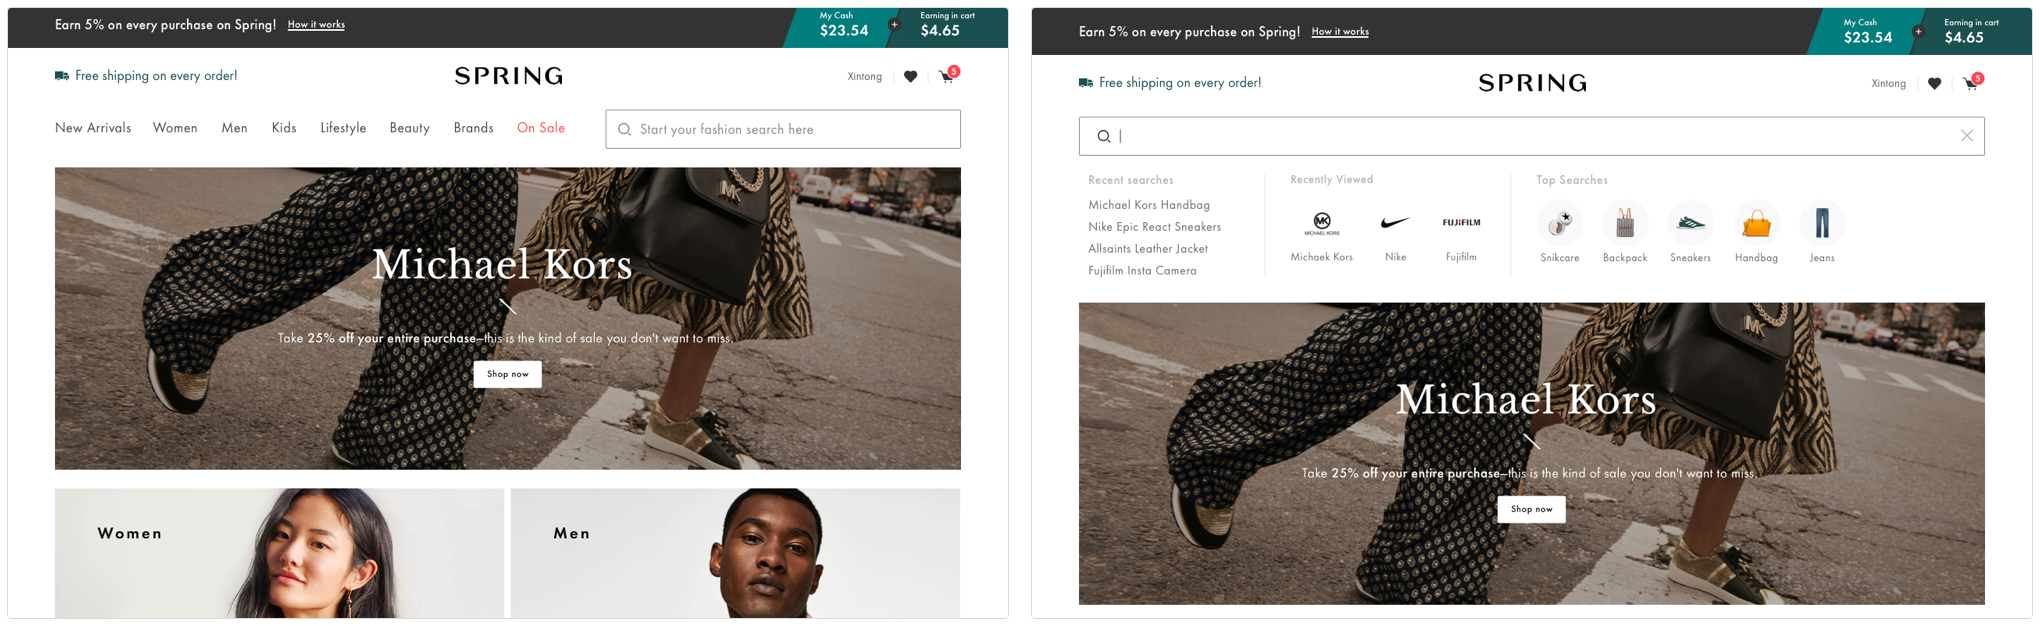 Earn 5% on every purchase on Spring! How it works
My Cash
$23.54
+
Earning in cart
$4.65
Free shipping on every order!
SPRING
Xintong
5
New Arrivals Women Men Kids Lifestyle Beauty Brands On Sale
Start your fashion search here
MK
Michael Kors
Take 25% off your entire purchase—this is the kind of sale you don't want to miss.
Shop now
Women
Men
Earn 5% on every purchase on Spring! How it works
My Cash
$23.54
+
Earning in cart
$4.65
Free shipping on every order!
SPRING
Xintong
5
Recent searches
Michael Kors Handbag
Nike Epic React Sneakers
Allsaints Leather Jacket
Fujifilm Insta Camera
Recently Viewed
MK
MICHAEL KORS
FUJIFILM
Michaek Kors Nike Fujifilm
Top Searches
Snikcare Backpack Sneakers Handbag Jeans
MK
Michael Kors
Take 25% off your entire purchase—this is the kind of sale you don't want to miss.
Shop now